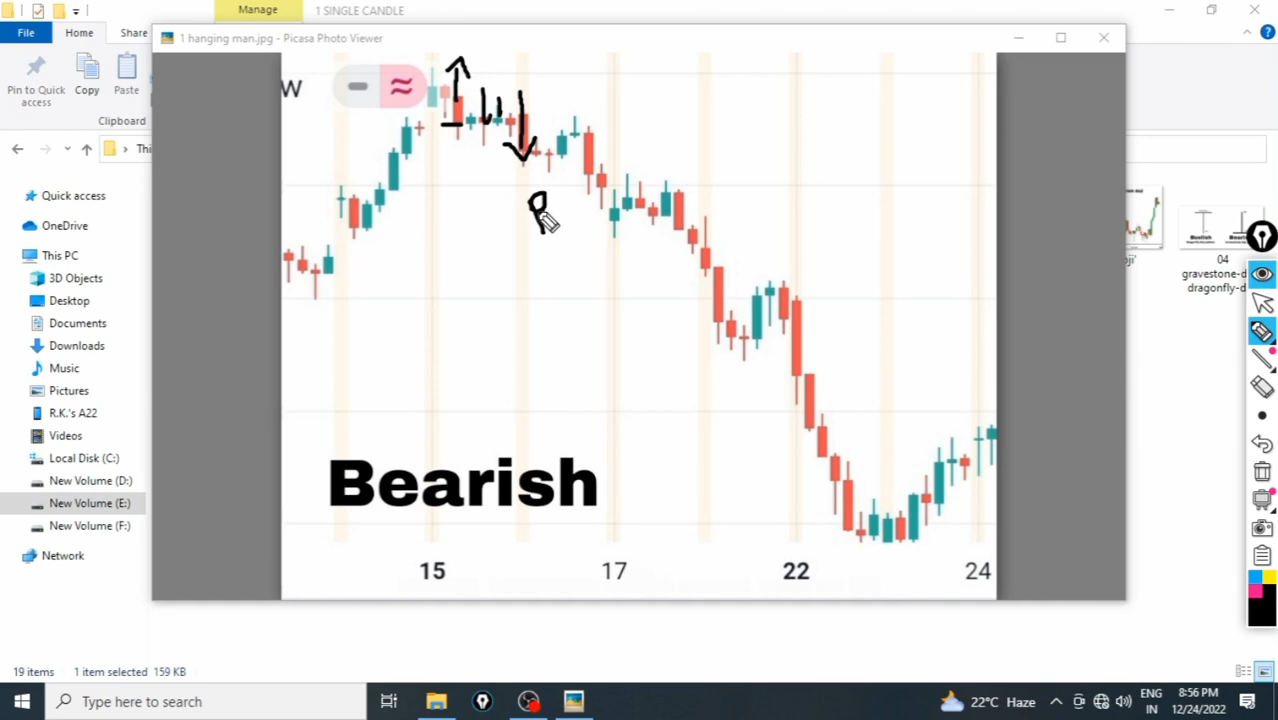 Manage
1 SINGLE CANDLE
File
Home
Share
Pin to Quick
access
Copy
Paste
Clipboard
1 hanging man.jpg - Picasa Photo Viewer
W
R
Bearish
15
17
22
24
Quick access
OneDrive
This PC
3D Objects
Desktop
Documents
Downloads
Music
Pictures
R.K.'s A22
Videos
Local Disk (C:)
New Volume (D:)
New Volume (E:)
New Volume (F:)
Network
04
gravestone-d
dragonfly-d
19 items
1 item selected 159 KB
Type here to search
22°C Haze
ENG
IN
8:56 PM
12/24/2022